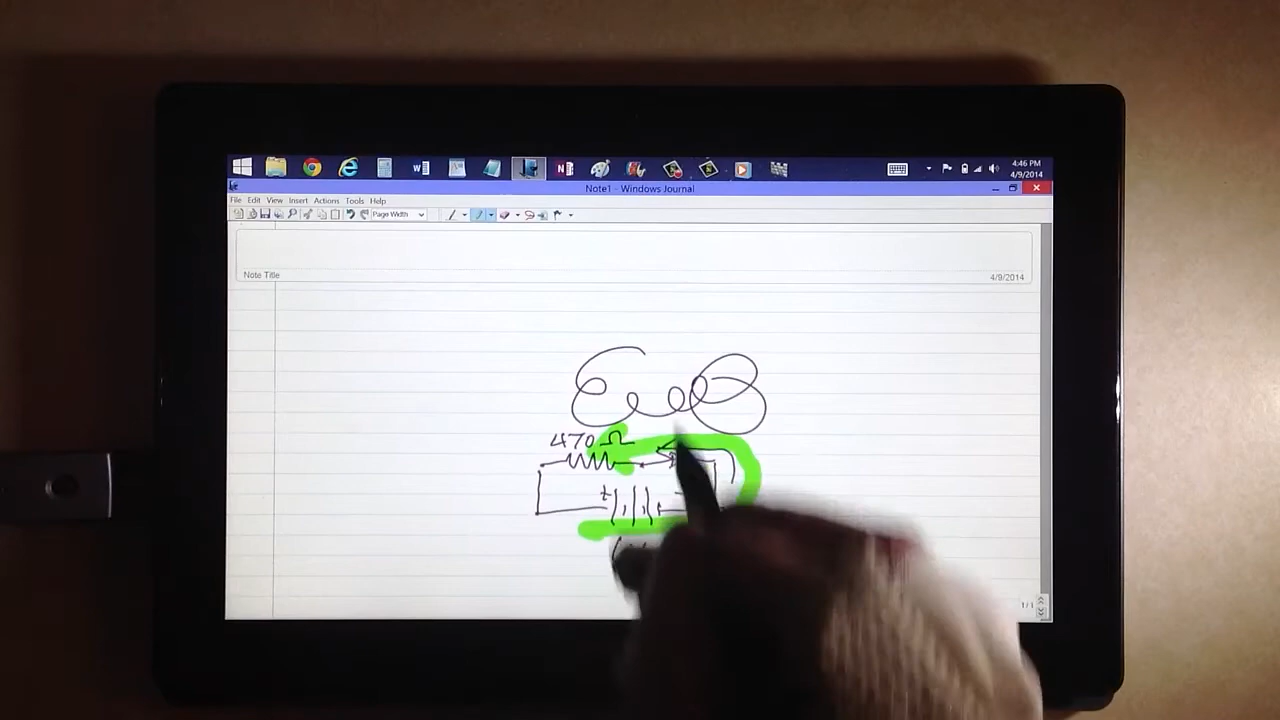 4:46 PM
4/9/2014
Note1 - Windows Journal
File Edit View Insert Actions Tools Help
Page Width
Note Title
4/9/2014
470 Ω
+
1/1